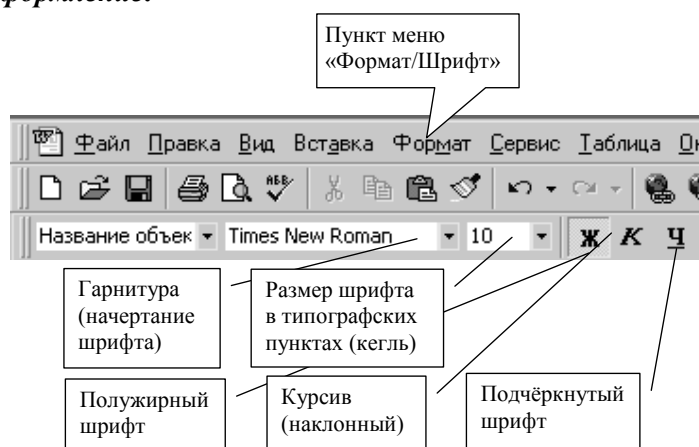 формление.
Пункт меню
«Формат/Шрифт»
Файл Правка Вид Вставка Формат Сервис Таблица
Название объек Times New Roman 10 Ж К Ч
Гарнитура
(начертание
шрифта)
Размер шрифта
в типографских
пунктах (кегль)
Полужирный
шрифт
Курсив
(наклонный)
Подчёркнутый
шрифт